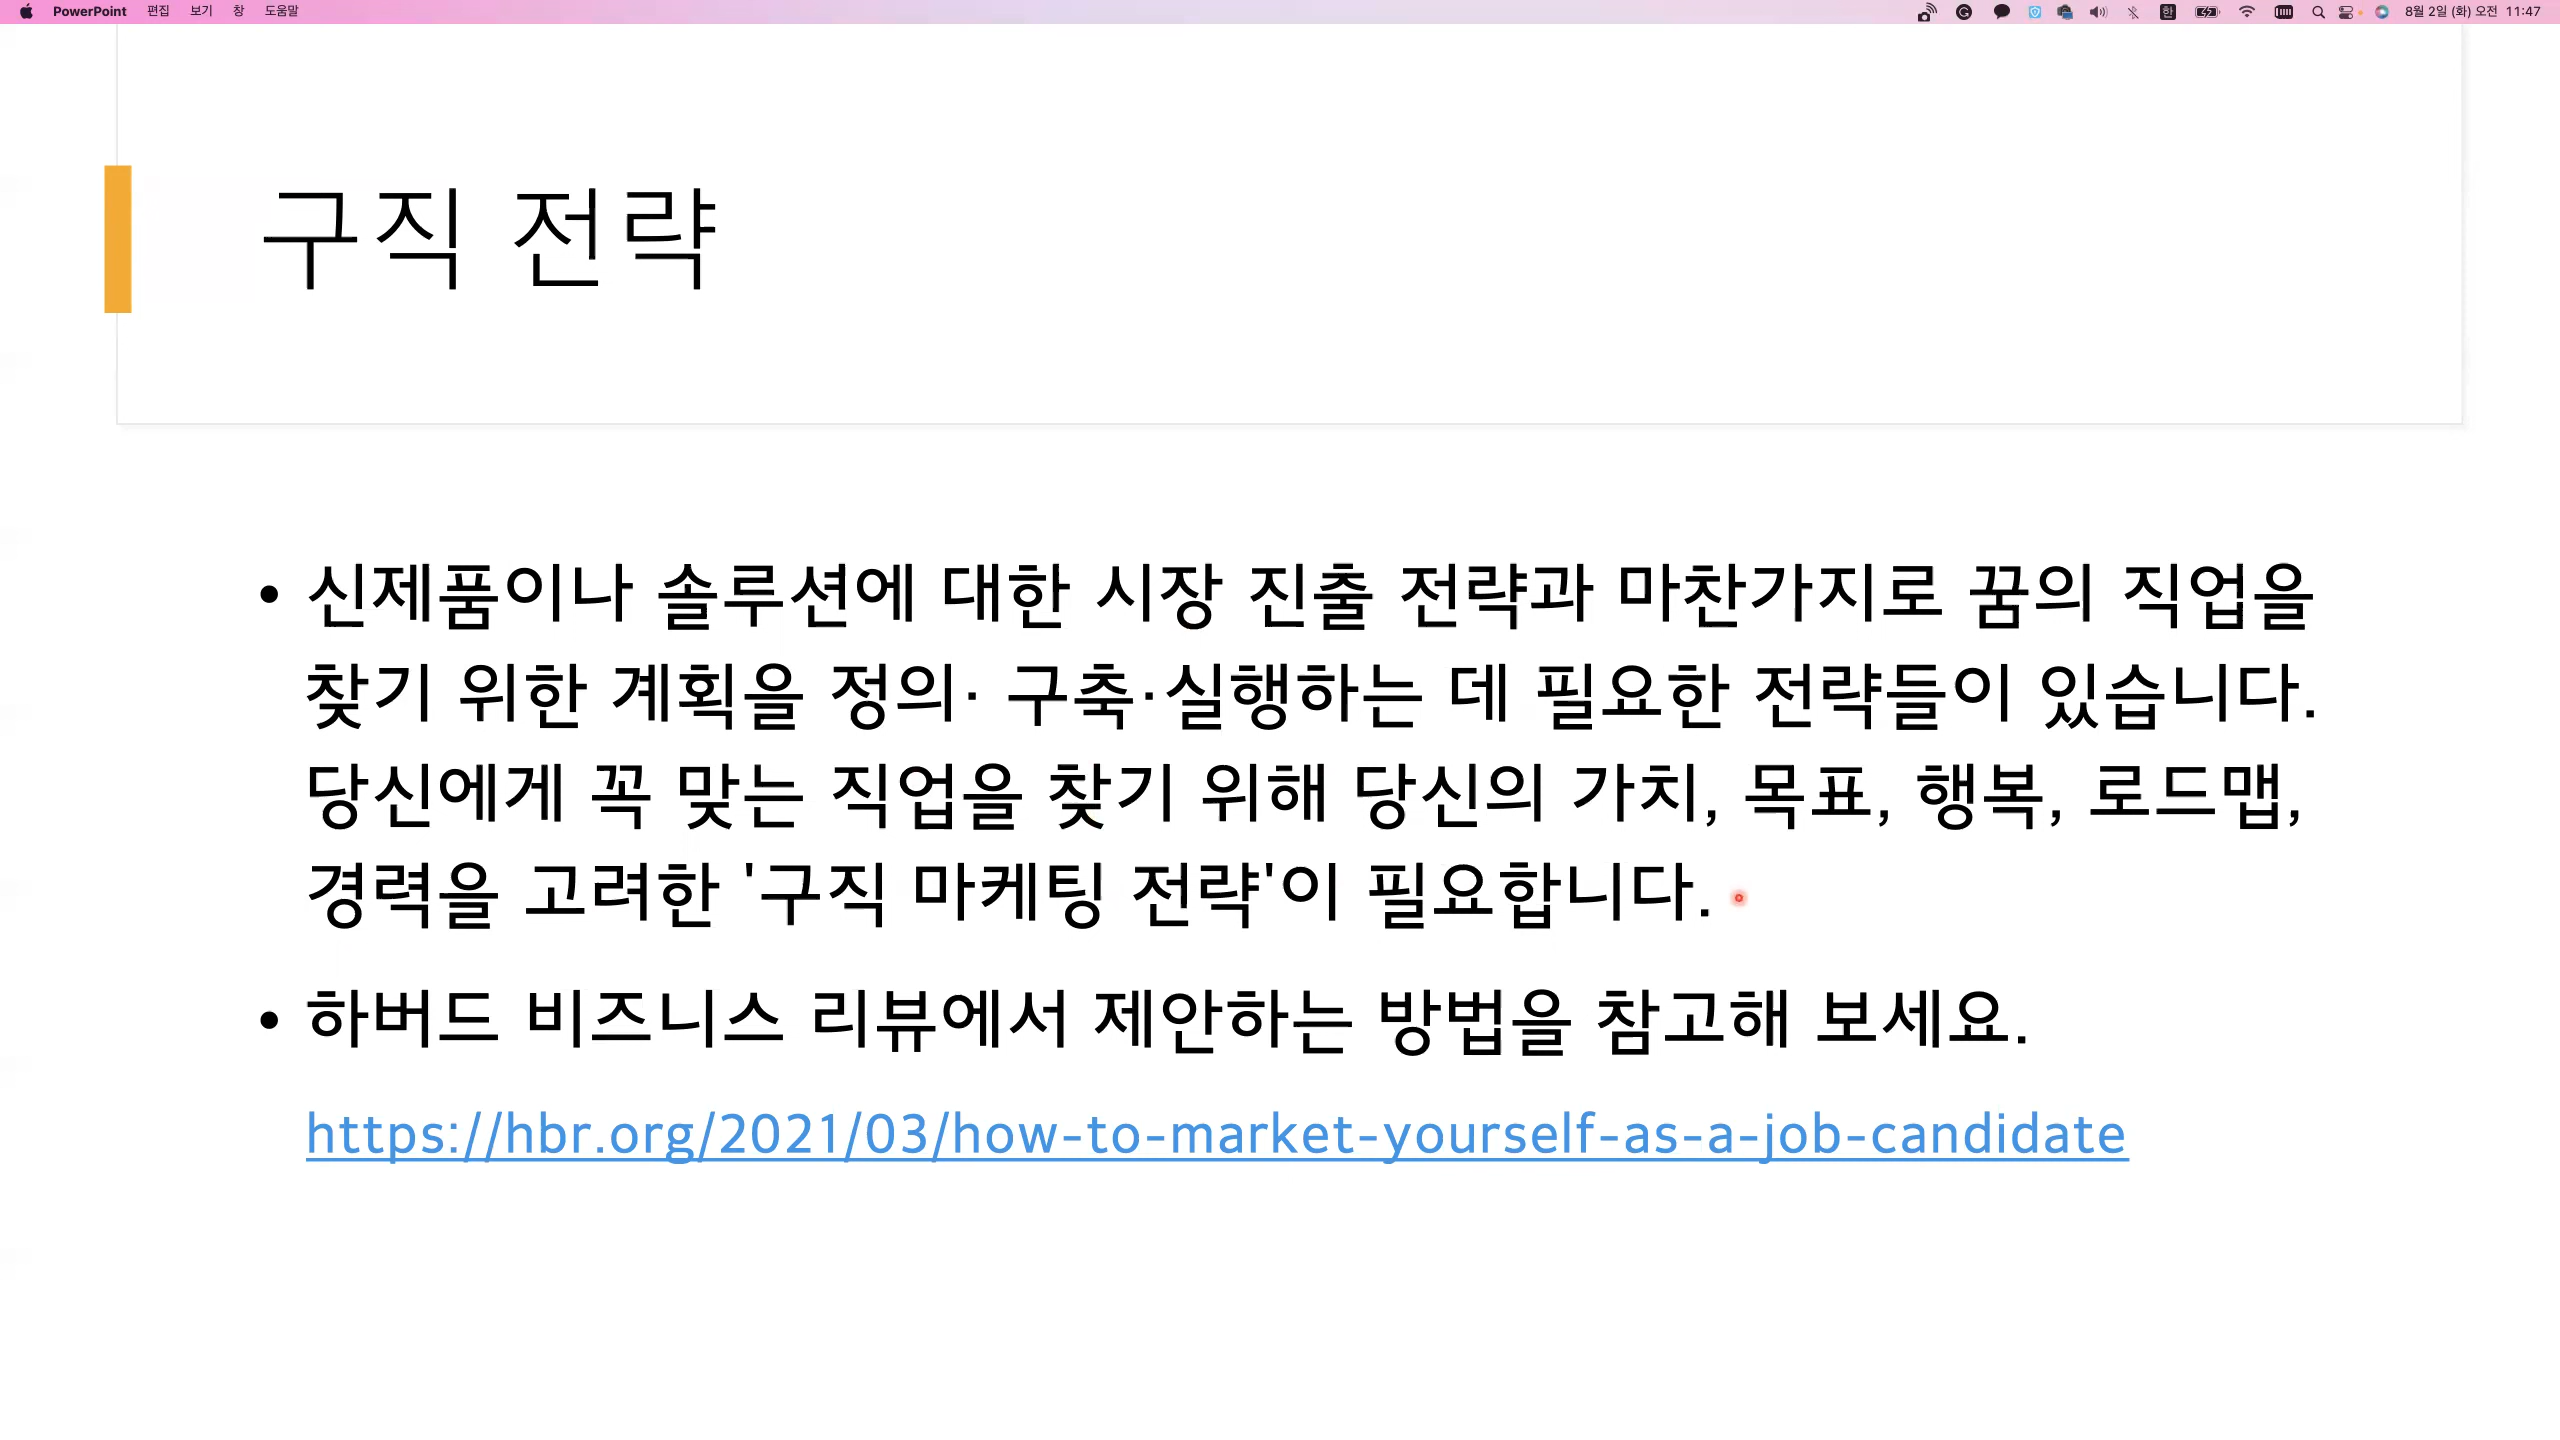 PowerPoint 편집 보기 창 도움말 8월 2일 (화) 오전 11:47
구직 전략
• 신제품이나 솔루션에 대한 시장 진출 전략과 마찬가지로 꿈의 직업을
찾기 위한 계획을 정의· 구축·실행하는 데 필요한 전략들이 있습니다.
당신에게 꼭 맞는 직업을 찾기 위해 당신의 가치, 목표, 행복, 로드맵,
경력을 고려한 '구직 마케팅 전략'이 필요합니다.
• 하버드 비즈니스 리뷰에서 제안하는 방법을 참고해 보세요.
https://hbr.org/2021/03/how-to-market-yourself-as-a-job-candidate